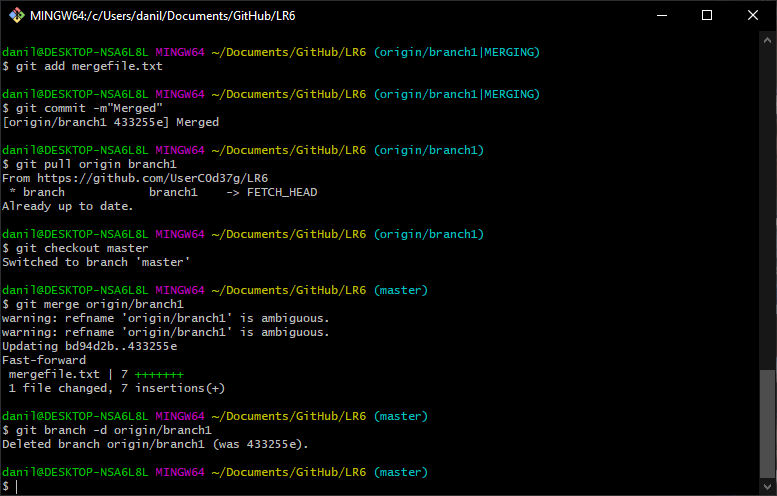 MINGW64:/c/Users/danil/Documents/GitHub/LR6
danil@DESKTOP-NSA6L8L MINGW64 ~/Documents/GitHub/LR6 (origin/branch1|MERGING)
$ git add mergefile.txt
danil@DESKTOP-NSA6L8L MINGW64 ~/Documents/GitHub/LR6 (origin/branch1|MERGING)
$ git commit -m"Merged"
[origin/branch1 433255e] Merged
danil@DESKTOP-NSA6L8L MINGW64 ~/Documents/GitHub/LR6 (origin/branch1)
$ git pull origin branch1
From https://github.com/UserC0d37g/LR6
 * branch            branch1    -> FETCH_HEAD
Already up to date.
danil@DESKTOP-NSA6L8L MINGW64 ~/Documents/GitHub/LR6 (origin/branch1)
$ git checkout master
Switched to branch 'master'
danil@DESKTOP-NSA6L8L MINGW64 ~/Documents/GitHub/LR6 (master)
$ git merge origin/branch1
warning: refname 'origin/branch1' is ambiguous.
warning: refname 'origin/branch1' is ambiguous.
Updating bd94d2b..433255e
Fast-forward
 mergefile.txt | 7 +++++++
 1 file changed, 7 insertions(+)
danil@DESKTOP-NSA6L8L MINGW64 ~/Documents/GitHub/LR6 (master)
$ git branch -d origin/branch1
Deleted branch origin/branch1 (was 433255e).
danil@DESKTOP-NSA6L8L MINGW64 ~/Documents/GitHub/LR6 (master)
$